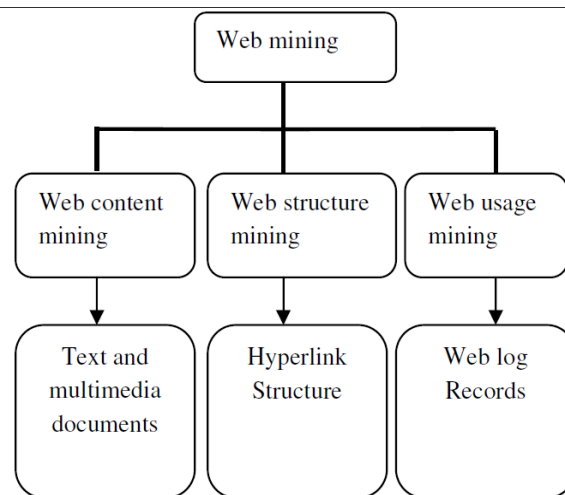 Web mining
Web content
mining
Web structure
mining
Web usage
mining
Text and
multimedia
documents
Hyperlink
Structure
Web log
Records